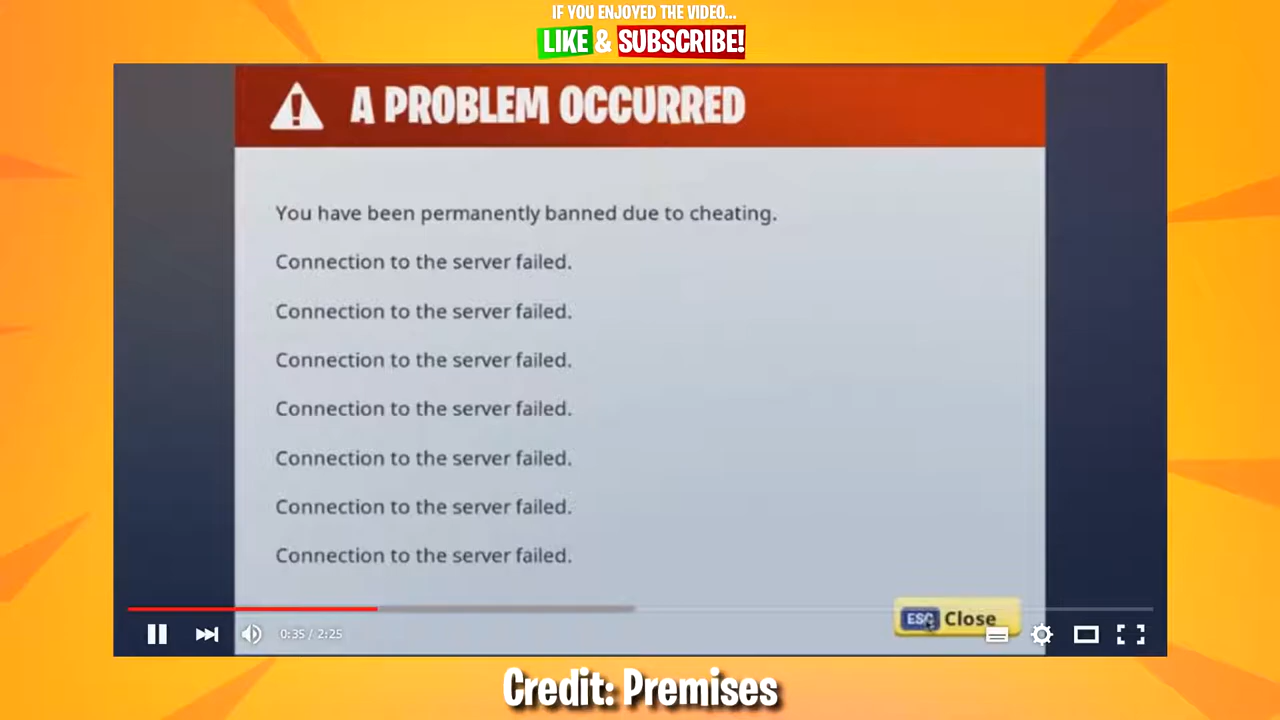 IF YOU ENJOYED THE VIDEO...
LIKE & SUBSCRIBE!
A PROBLEM OCCURRED
You have been permanently banned due to cheating.
Connection to the server failed.
Connection to the server failed.
Connection to the server failed.
Connection to the server failed.
Connection to the server failed.
Connection to the server failed.
Connection to the server failed.
ESC Close
0:35 / 2:25
Credit: Premises